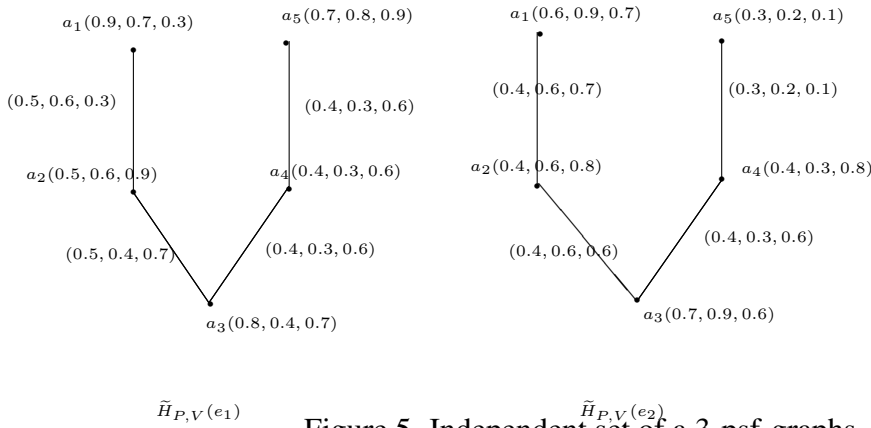 a₁(0.9, 0.7, 0.3)
a₅(0.7, 0.8, 0.9)
(0.5, 0.6, 0.3)
(0.4, 0.3, 0.6)
a₂(0.5, 0.6, 0.9)
a₄(0.4, 0.3, 0.6)
(0.5, 0.4, 0.7)
(0.4, 0.3, 0.6)
a₃(0.8, 0.4, 0.7)
H̃_{P,V}(e₁)
a₁(0.6, 0.9, 0.7)
a₅(0.3, 0.2, 0.1)
(0.4, 0.6, 0.7)
(0.3, 0.2, 0.1)
a₂(0.4, 0.6, 0.8)
a₄(0.4, 0.3, 0.8)
(0.4, 0.6, 0.6)
(0.4, 0.3, 0.6)
a₃(0.7, 0.9, 0.6)
H̃_{P,V}(e₂)
Figure 5. Independent set of a 3-psf-graphs